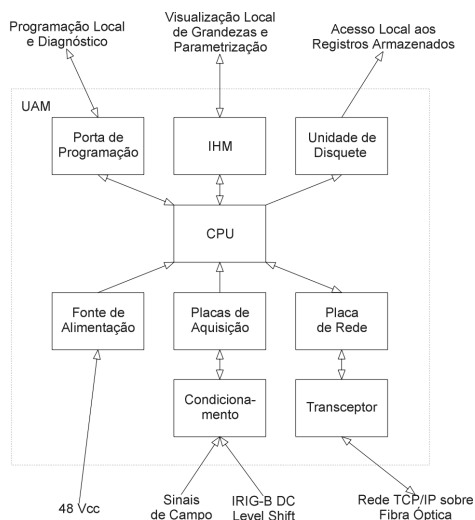 Programação Local
e Diagnóstico
Visualização Local
de Grandezas e
Parametrização
Acesso Local aos
Registros Armazenados
UAM
Porta de
Programação
IHM
Unidade de
Disquete
CPU
Fonte de
Alimentação
Placas de
Aquisição
Placa
de Rede
Condiciona-
mento
Transceptor
48 Vcc
Sinais
de Campo
IRIG-B DC
Level Shift
Rede TCP/IP sobre
Fibra Óptica